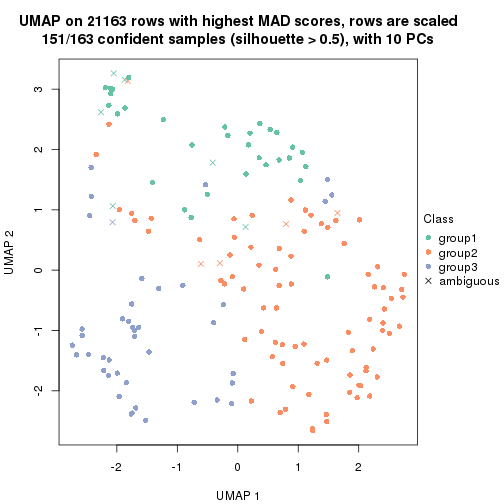 UMAP on 21163 rows with highest MAD scores, rows are scaled
151/163 confident samples (silhouette > 0.5), with 10 PCs
3
2
1
0
-1
-2
UMAP 2
Class
group1
group2
group3
ambiguous
-2
-1
0
1
2
UMAP 1